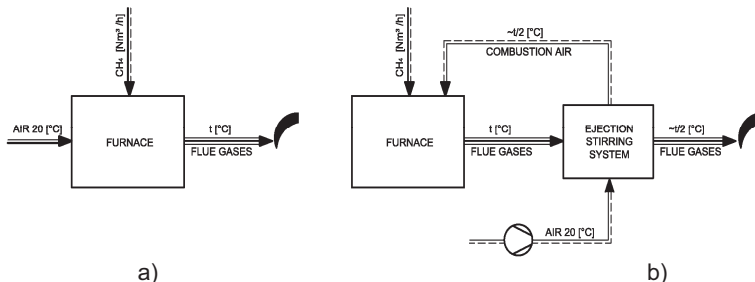 CH₄ [Nm³/h]
AIR 20 [°C]
FURNACE
t [°C]
FLUE GASES
a)
CH₄ [Nm³/h]
~t/2 [°C]
COMBUSTION AIR
FURNACE
t [°C]
FLUE GASES
EJECTION
STIRRING
SYSTEM
~t/2 [°C]
FLUE GASES
AIR 20 [°C]
b)